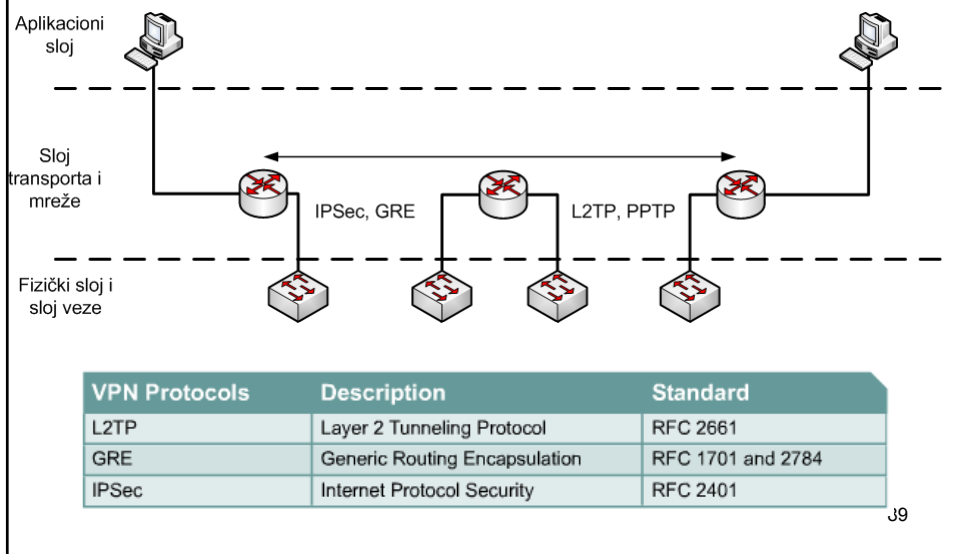 Aplikacioni
sloj
Sloj
transporta i
mreže
IPSec, GRE
L2TP, PPTP
Fizički sloj i
sloj veze
VPN Protocols Description Standard
L2TP Layer 2 Tunneling Protocol RFC 2661
GRE Generic Routing Encapsulation RFC 1701 and 2784
IPSec Internet Protocol Security RFC 2401
39